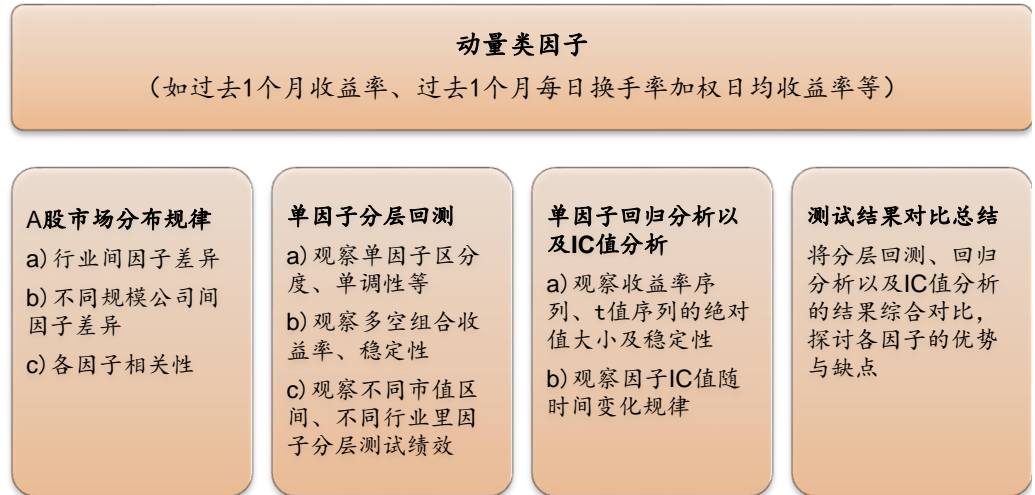 动量类因子
（如过去1个月收益率、过去1个月每日换手率加权日均收益率等）
A股市场分布规律
a)行业间因子差异
b)不同规模公司间
因子差异
c)各因子相关性
单因子分层回测
a)观察单因子区分
度、单调性等
b)观察多空组合收
益率、稳定性
c)观察不同市值区
间、不同行业里因
子分层测试绩效
单因子回归分析以
及IC值分析
a)观察收益率序
列、t值序列的绝对
值大小及稳定性
b)观察因子IC值随
时间变化规律
测试结果对比总结
将分层回测、回归
分析以及IC值分析
的结果综合对比，
探讨各因子的优势
与缺点